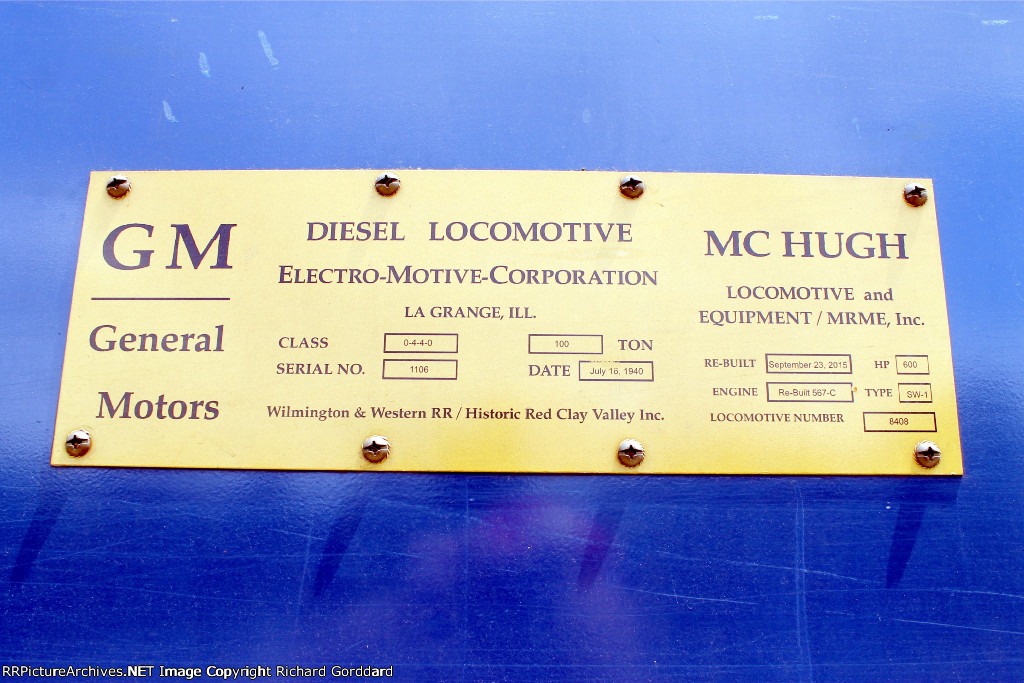 GM
General
Motors
DIESEL LOCOMOTIVE
ELECTRO-MOTIVE-CORPORATION
LA GRANGE, ILL.
CLASS 0-4-4-0 100 TON
SERIAL NO. 1106 DATE July 16, 1940
Wilmington & Western RR / Historic Red Clay Valley Inc.
MC HUGH
LOCOMOTIVE and
EQUIPMENT / MRME, Inc.
RE-BUILT September 23, 2015 HP 600
ENGINE Re-Built 567-C TYPE SW-1
LOCOMOTIVE NUMBER 8408
RRPictureArchives.NET Image Copyright Richard Gorddard